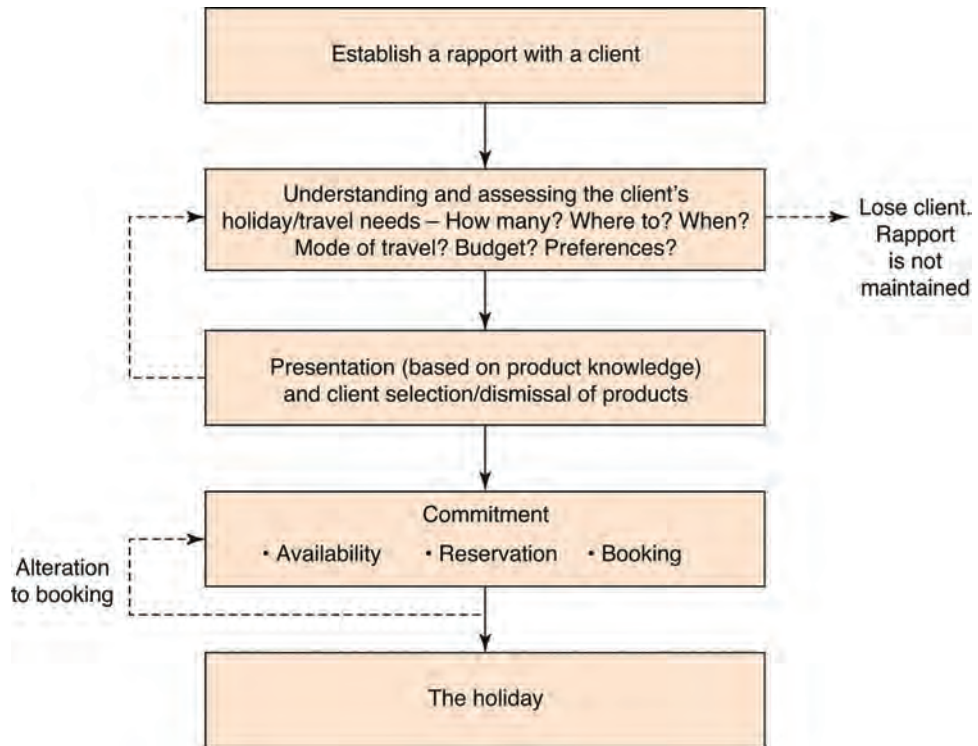 Establish a rapport with a client
Understanding and assessing the client's
holiday/travel needs – How many? Where to? When?
Mode of travel? Budget? Preferences?
Lose client.
Rapport
is not
maintained
Presentation (based on product knowledge)
and client selection/dismissal of products
Commitment
• Availability • Reservation • Booking
Alteration
to booking
The holiday